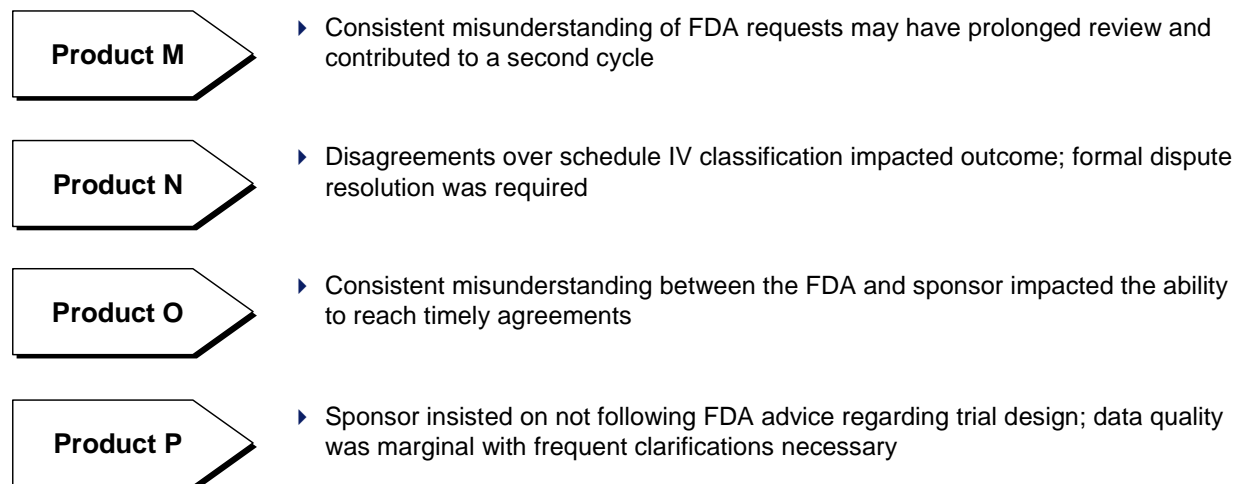 Product M
Consistent misunderstanding of FDA requests may have prolonged review and
contributed to a second cycle
Product N
Disagreements over schedule IV classification impacted outcome; formal dispute
resolution was required
Product O
Consistent misunderstanding between the FDA and sponsor impacted the ability
to reach timely agreements
Product P
Sponsor insisted on not following FDA advice regarding trial design; data quality
was marginal with frequent clarifications necessary